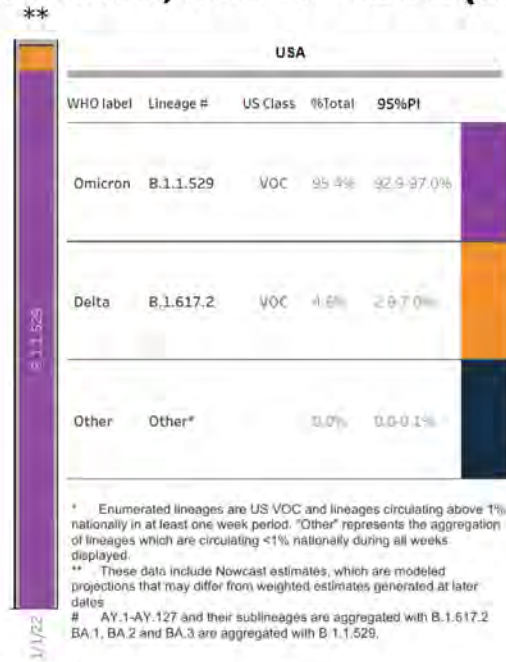 **
USA
WHO label Lineage # US Class %Total 95%PI
Omicron B.1.1.529 VOC 95.4% 92.9-97.0%
Delta B.1.617.2 VOC 4.6% 2.9-7.0%
Other Other* 0.0% 0.0-0.1%
B.1.1.529
1/1/22
* Enumerated lineages are US VOC and lineages circulating above 1%
nationally in at least one week period. "Other" represents the aggregation
of lineages which are circulating <1% nationally during all weeks
displayed.
** These data include Nowcast estimates, which are modeled
projections that may differ from weighted estimates generated at later
dates
# AY.1-AY.127 and their sublineages are aggregated with B.1.617.2
BA.1, BA.2 and BA.3 are aggregated with B.1.1.529.